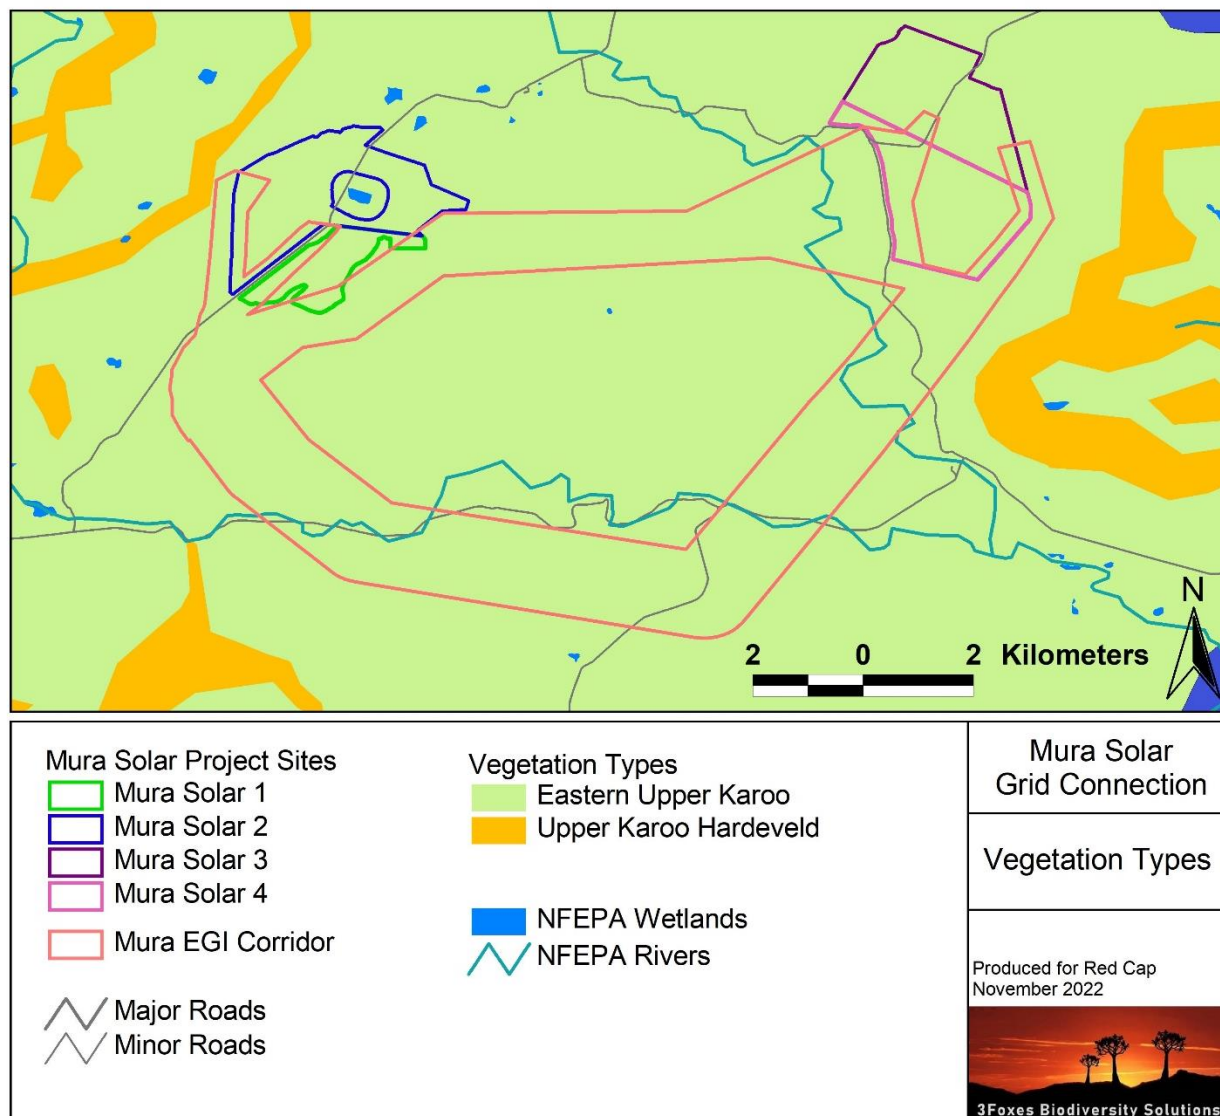 N
2 0 2 Kilometers
Mura Solar Project Sites
Mura Solar 1
Mura Solar 2
Mura Solar 3
Mura Solar 4
Mura EGI Corridor
Major Roads
Minor Roads
Vegetation Types
Eastern Upper Karoo
Upper Karoo Hardeveld
NFEPA Wetlands
NFEPA Rivers
Mura Solar
Grid Connection
Vegetation Types
Produced for Red Cap
November 2022
3Foxes Biodiversity Solutions